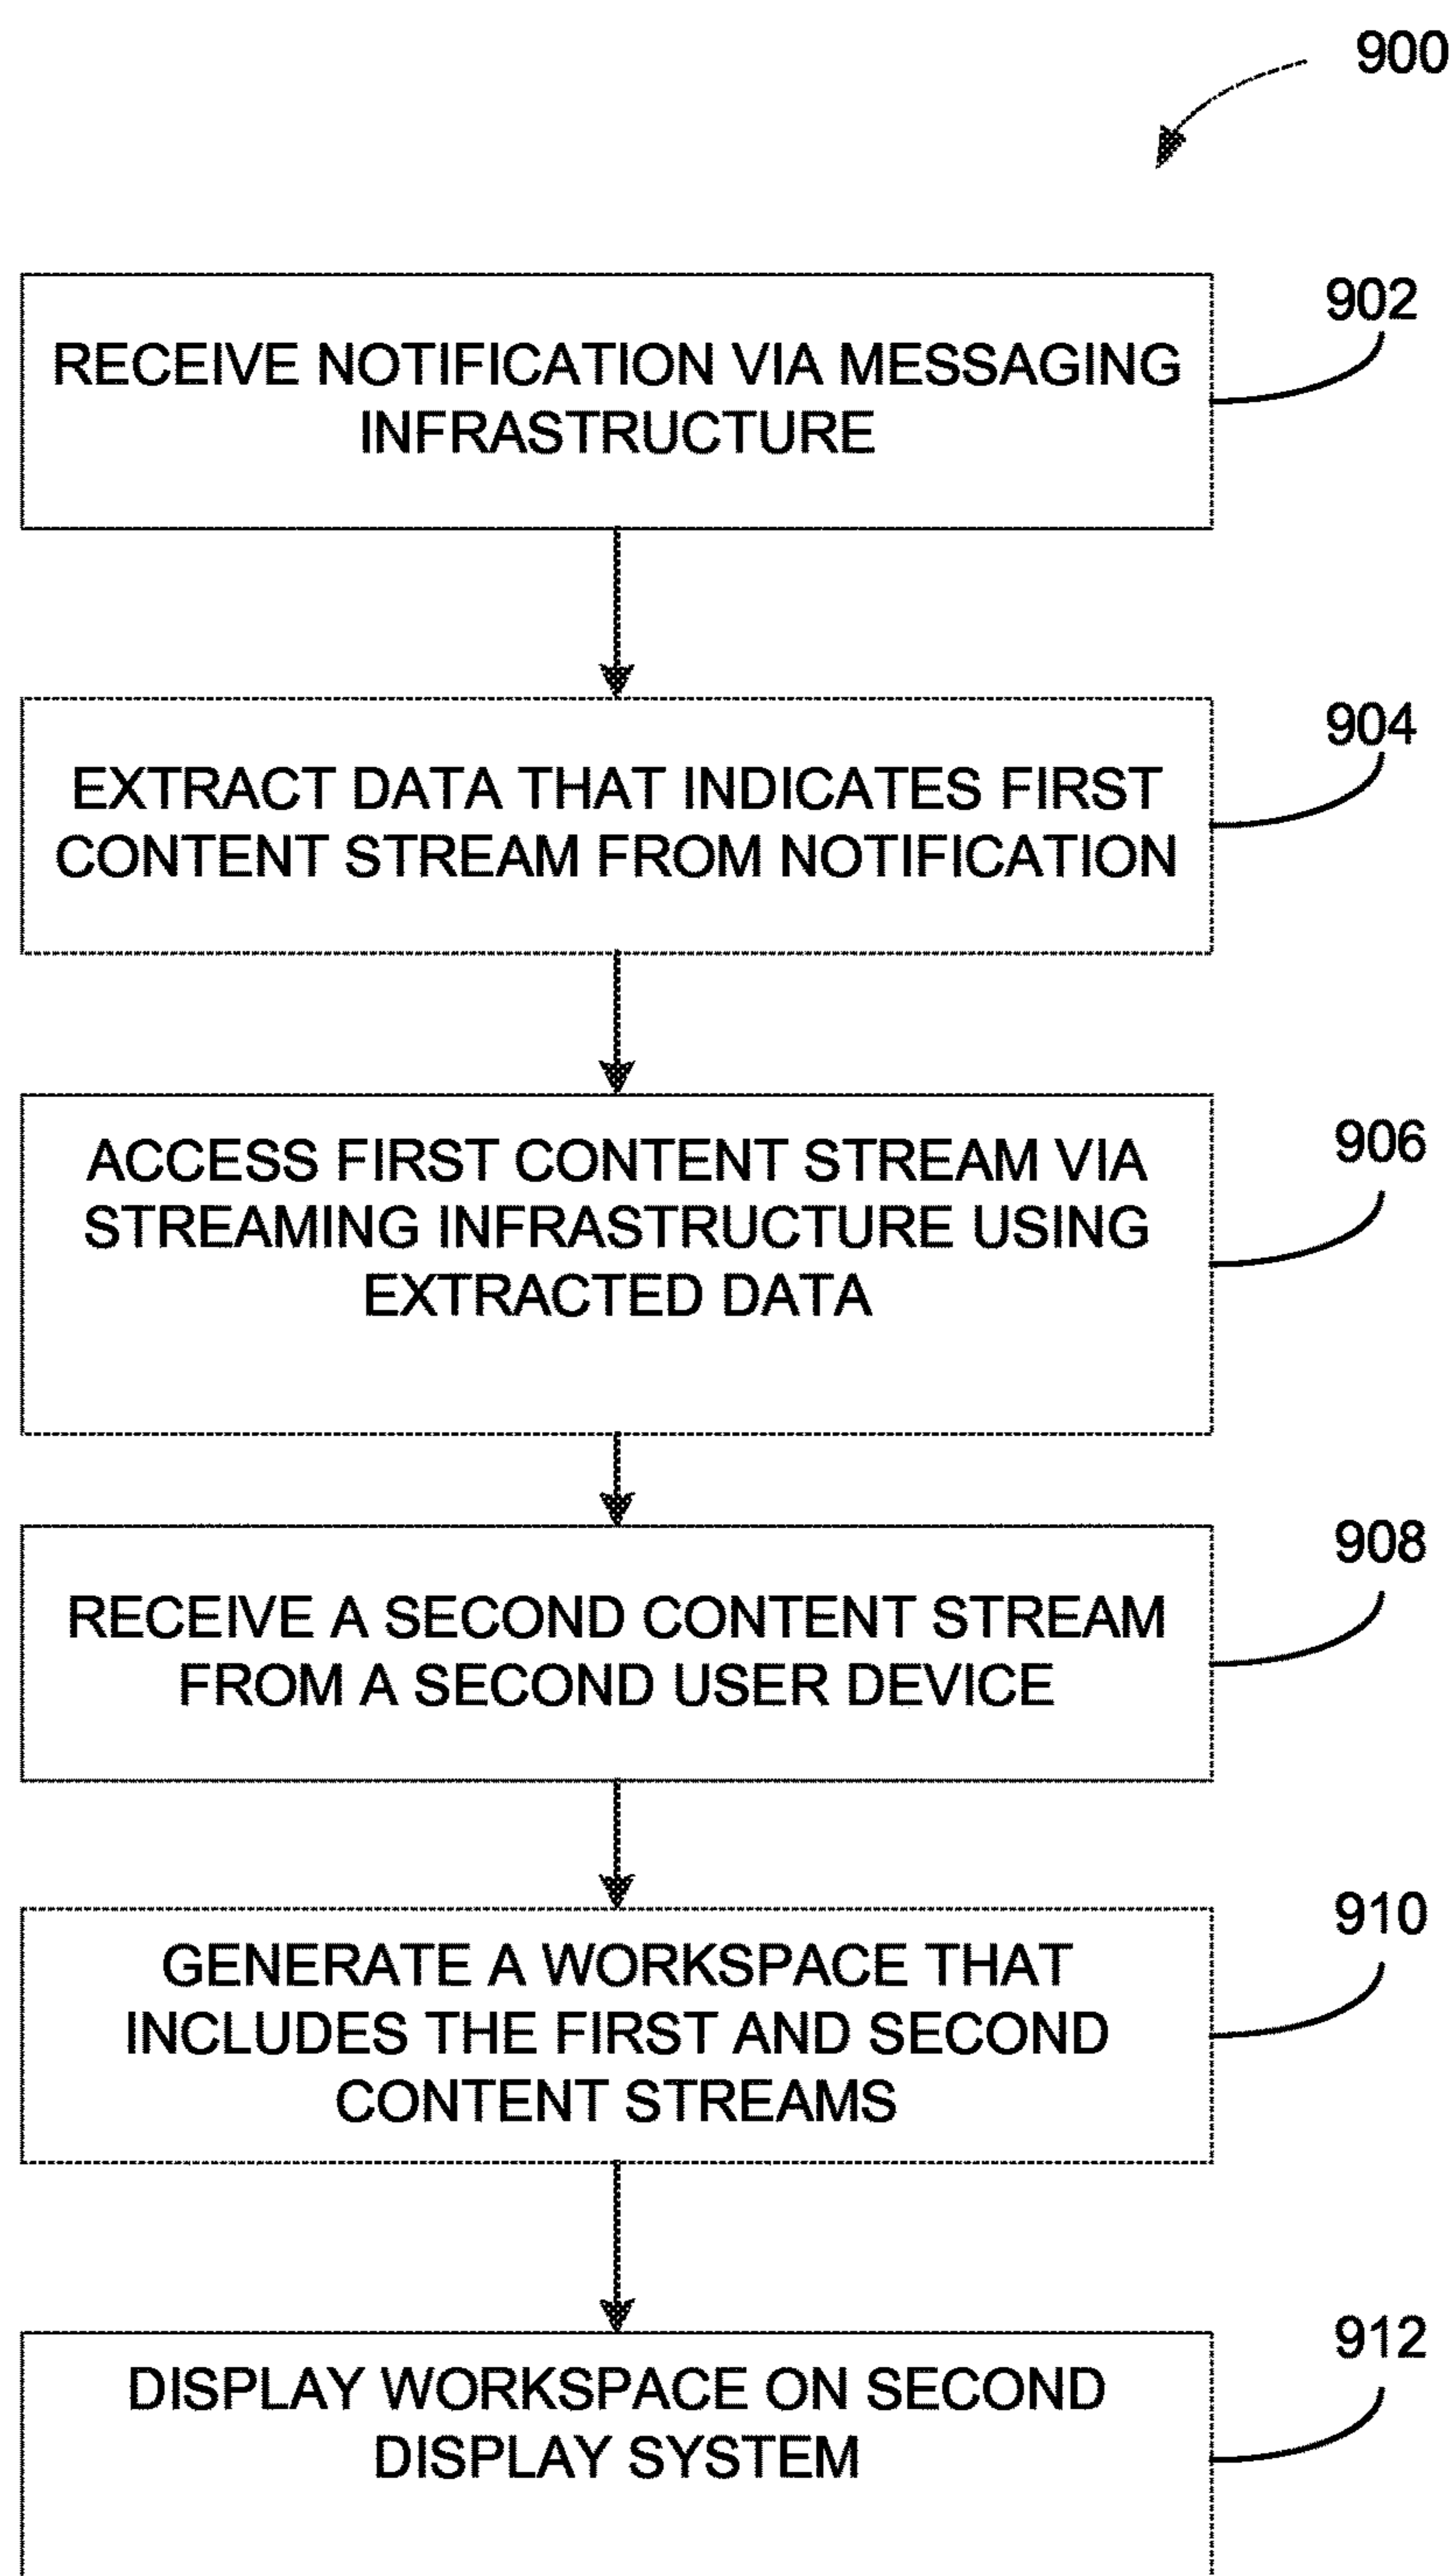 900
902
RECEIVE NOTIFICATION VIA MESSAGING
INFRASTRUCTURE
904
EXTRACT DATA THAT INDICATES FIRST
CONTENT STREAM FROM NOTIFICATION
906
ACCESS FIRST CONTENT STREAM VIA
STREAMING INFRASTRUCTURE USING
EXTRACTED DATA
908
RECEIVE A SECOND CONTENT STREAM
FROM A SECOND USER DEVICE
910
GENERATE A WORKSPACE THAT
INCLUDES THE FIRST AND SECOND
CONTENT STREAMS
912
DISPLAY WORKSPACE ON SECOND
DISPLAY SYSTEM